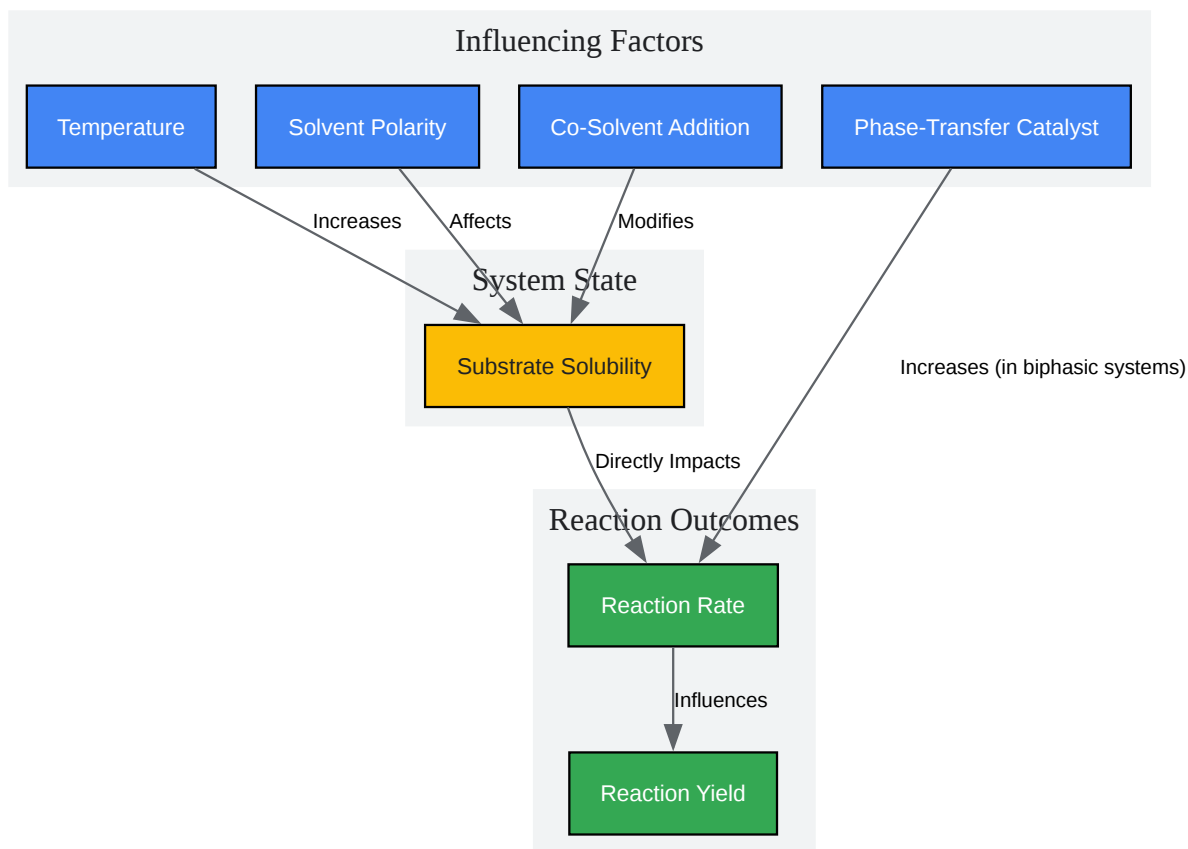 Influencing Factors
Temperature
Solvent Polarity
Co-Solvent Addition
Phase-Transfer Catalyst
Increases
Affects
Modifies
System State
Substrate Solubility
Increases (in biphasic systems)
Directly Impacts
Reaction Outcomes
Reaction Rate
Influences
Reaction Yield